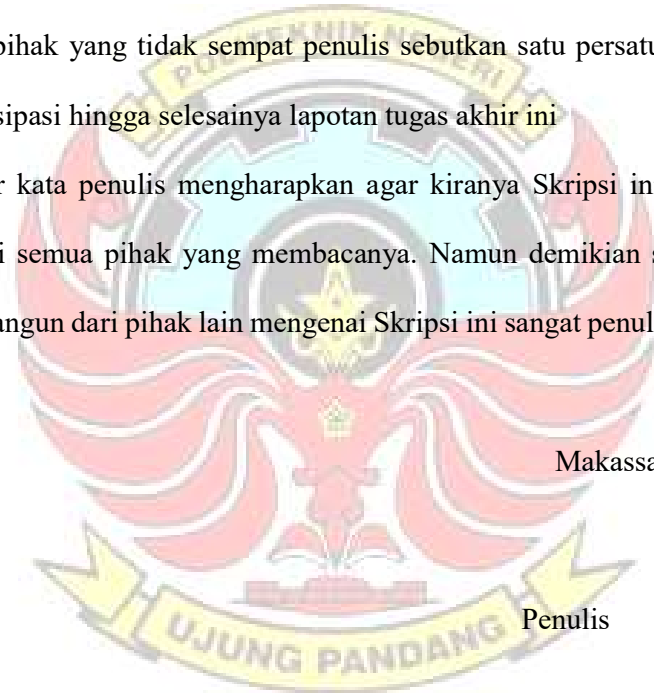 POLITEKNIK NEGERI
pihak yang tidak sempat penulis sebutkan satu persatu
sipasi hingga selesainya lapotan tugas akhir ini
r kata penulis mengharapkan agar kiranya Skripsi in
i semua pihak yang membacanya. Namun demikian s
angun dari pihak lain mengenai Skripsi ini sangat penul
Makassa
Penulis
UJUNG PANDANG